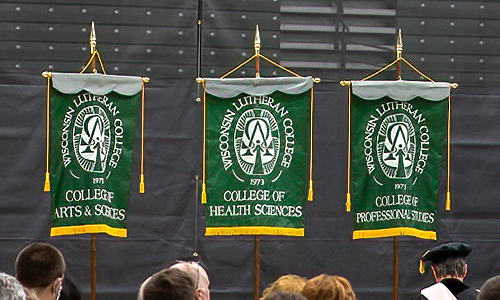 WISCONSIN LUTHERAN COLLEGE
1973
COLLEGE OF
ARTS & SCIENCES
WISCONSIN LUTHERAN COLLEGE
1973
COLLEGE OF
HEALTH SCIENCES
WISCONSIN LUTHERAN COLLEGE
1973
COLLEGE OF
PROFESSIONAL STUDIES